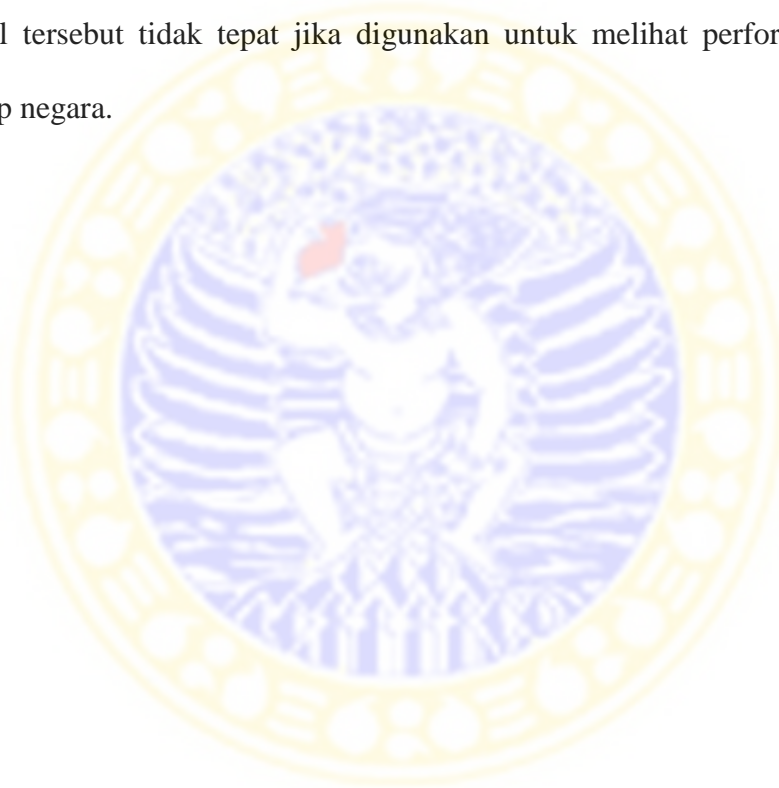 l tersebut tidak tepat jika digunakan untuk melihat perfor
p negara.